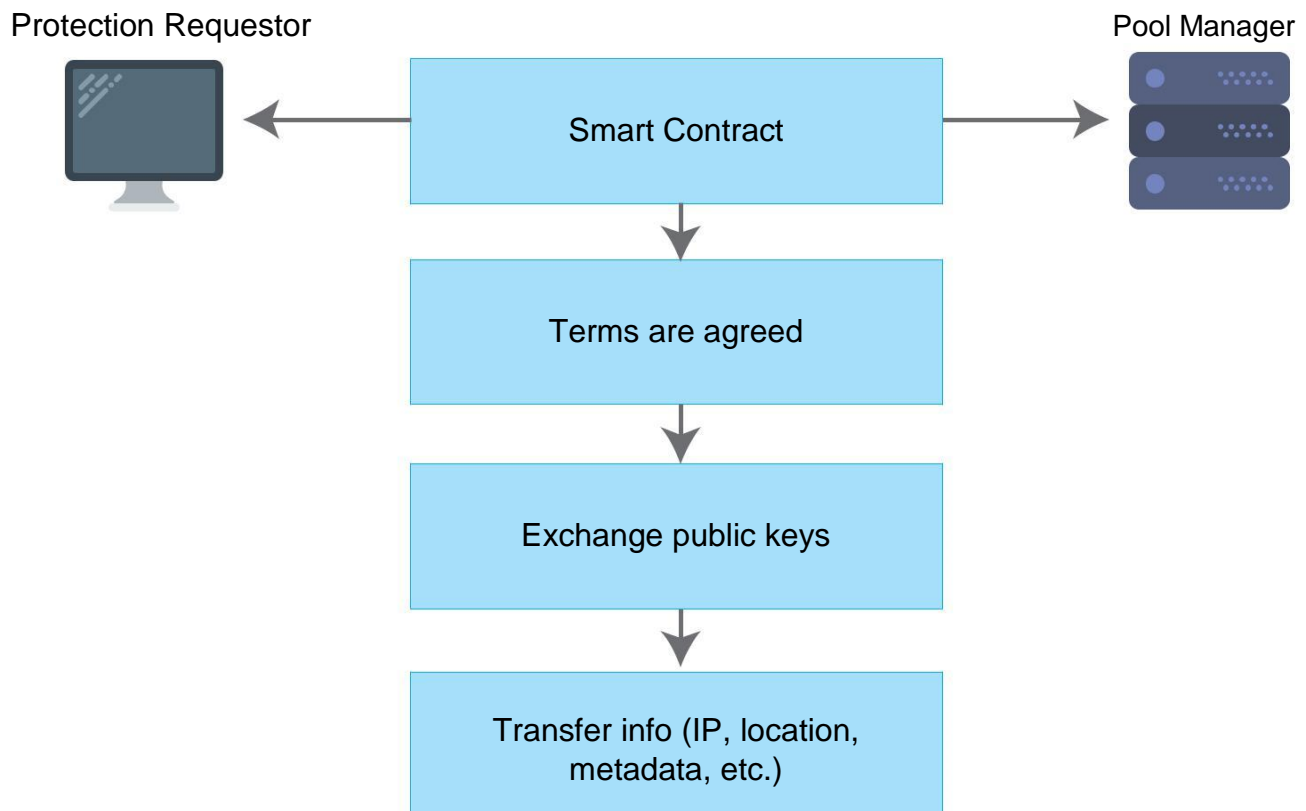 Protection Requestor
Pool Manager
Smart Contract
Terms are agreed
Exchange public keys
Transfer info (IP, location,
metadata, etc.)